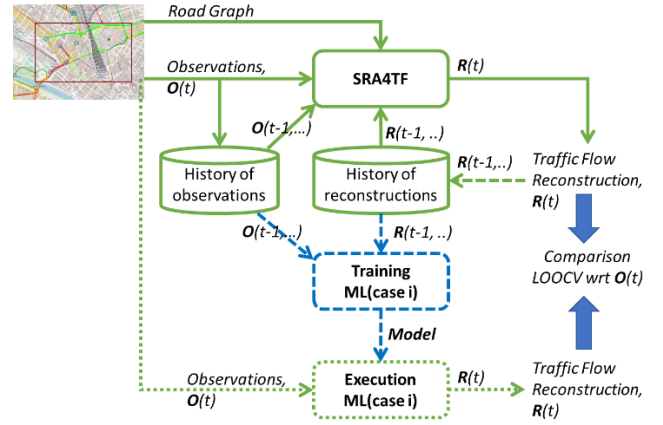 Road Graph
Observations,
O(t)
SRA4TF
R(t)
O(t-1,...)
R(t-1, ..)
History of
observations
History of
reconstructions
R(t-1,..)
Traffic Flow
Reconstruction,
R(t)
O(t-1,...)
R(t-1, ..)
Training
ML(case i)
Comparison
LOOCV wrt O(t)
Model
Observations,
O(t)
Execution
ML(case i)
R(t)
Traffic Flow
Reconstruction,
R(t)